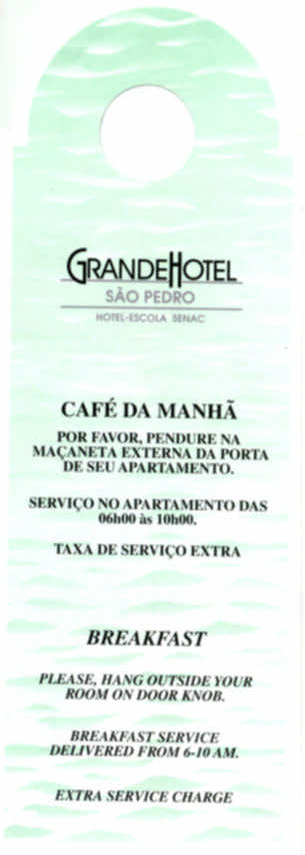 GRANDEHOTEL
SÃO PEDRO
HOTEL-ESCOLA SENAC
CAFÉ DA MANHÃ
POR FAVOR, PENDURE NA
MAÇANETA EXTERNA DA PORTA
DE SEU APARTAMENTO.
SERVIÇO NO APARTAMENTO DAS
06h00 às 10h00.
TAXA DE SERVIÇO EXTRA
BREAKFAST
PLEASE, HANG OUTSIDE YOUR
ROOM ON DOOR KNOB.
BREAKFAST SERVICE
DELIVERED FROM 6-10 AM.
EXTRA SERVICE CHARGE